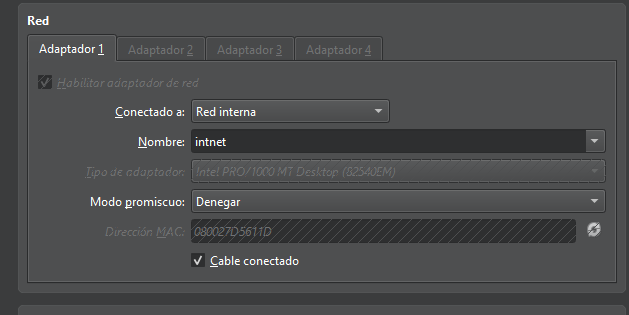 Red
Adaptador 1 Adaptador 2 Adaptador 3 Adaptador 4
Habilitar adaptador de red
Conectado a: Red interna
Nombre: intnet
Tipo de adaptador: Intel PRO/1000 MT Desktop (82540EM)
Modo promiscuo: Denegar
Dirección MAC: 080027D5611D
Cable conectado